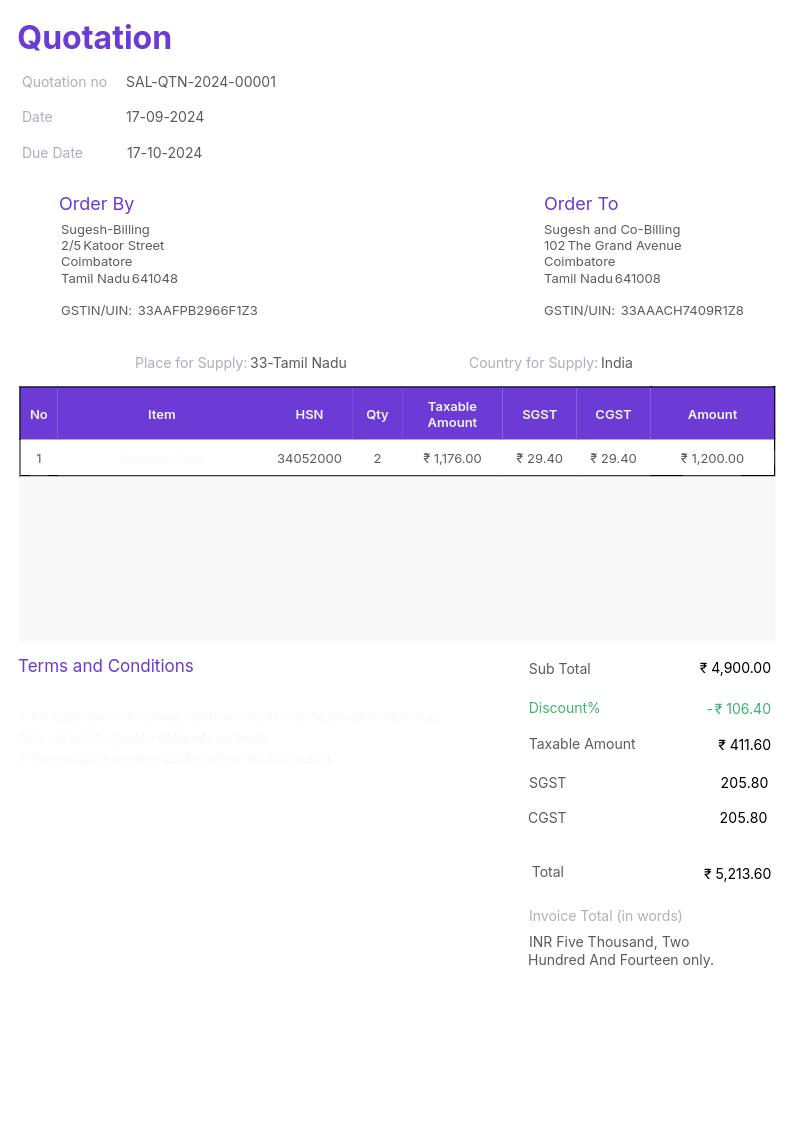 Quotation
Quotation no SAL-QTN-2024-00001
Date 17-09-2024
Due Date 17-10-2024
Order By
Sugesh-Billing
2/5 Katoor Street
Coimbatore
Tamil Nadu 641048
GSTIN/UIN: 33AAFPB2966F1Z3
Order To
Sugesh and Co-Billing
102 The Grand Avenue
Coimbatore
Tamil Nadu 641008
GSTIN/UIN: 33AAACH7409R1Z8
Place for Supply: 33-Tamil Nadu Country for Supply: India
No Item HSN Qty Taxable Amount SGST CGST Amount
1 Wooden Chair 34052000 2 ₹ 1,176.00 ₹ 29.40 ₹ 29.40 ₹ 1,200.00
Terms and Conditions
1. Please pay within 15 days from the date of invoice, overdue interest @
14% will be charged on delayed payments.
2. Please quote invoice number when remitting funds.
Sub Total ₹ 4,900.00
Discount% -₹ 106.40
Taxable Amount ₹ 411.60
SGST 205.80
CGST 205.80
Total ₹ 5,213.60
Invoice Total (in words)
INR Five Thousand, Two
Hundred And Fourteen only.